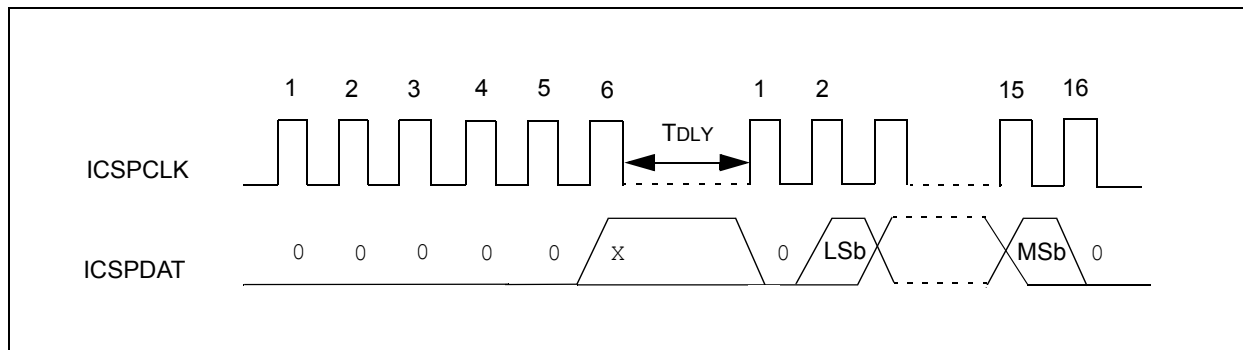 1 2 3 4 5 6 1 2 15 16
TDLY
ICSPCLK
ICSPDAT 0 0 0 0 0 X 0 LSb MSb 0